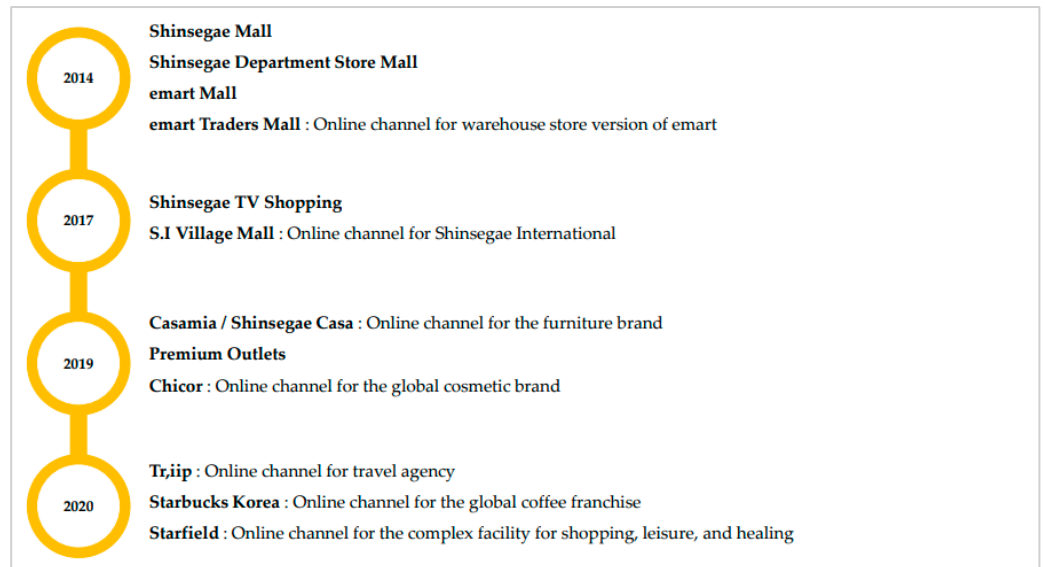 2014
Shinsegae Mall
Shinsegae Department Store Mall
emart Mall
emart Traders Mall : Online channel for warehouse store version of emart
2017
Shinsegae TV Shopping
S.I Village Mall : Online channel for Shinsegae International
2019
Casamia / Shinsegae Casa : Online channel for the furniture brand
Premium Outlets
Chicor : Online channel for the global cosmetic brand
2020
Tr,iip : Online channel for travel agency
Starbucks Korea : Online channel for the global coffee franchise
Starfield : Online channel for the complex facility for shopping, leisure, and healing